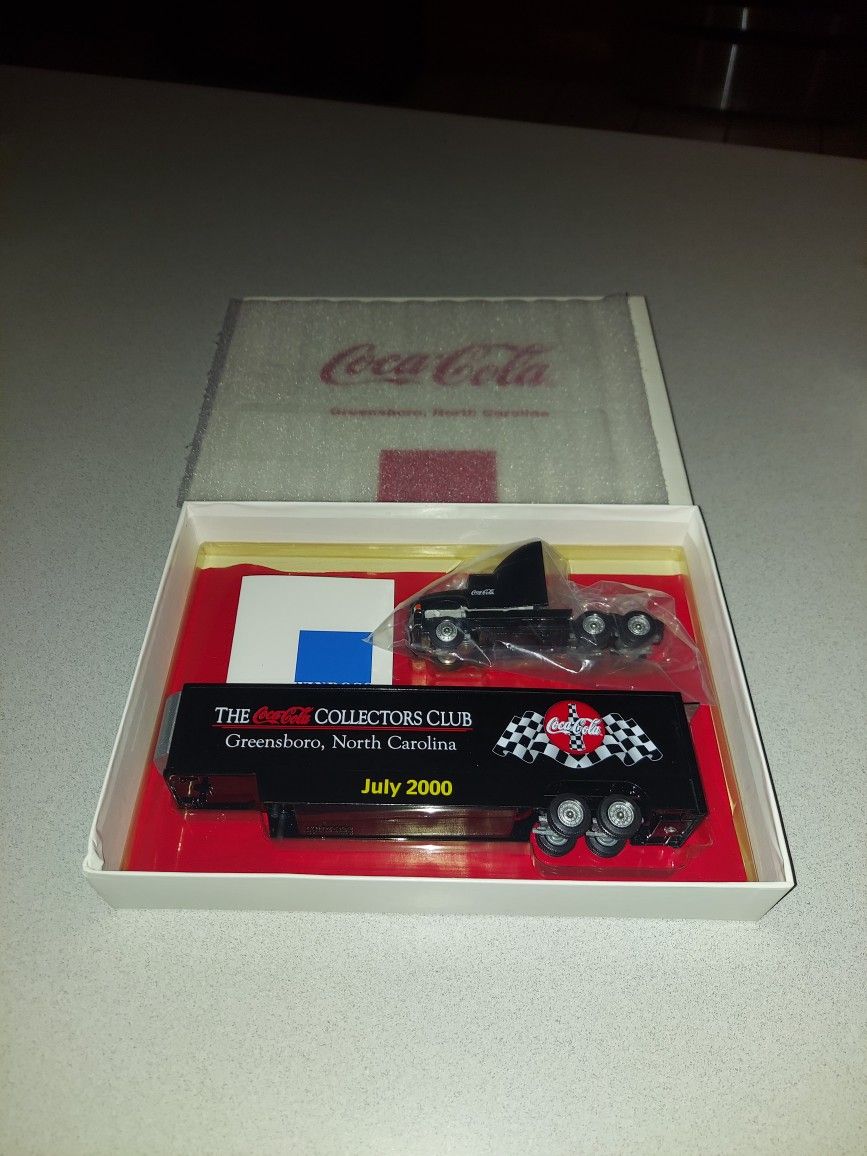 Coca-Cola
Greensboro, North Carolina
Coca-Cola
THE Coca-Cola COLLECTORS CLUB
Greensboro, North Carolina
July 2000
Coca-Cola